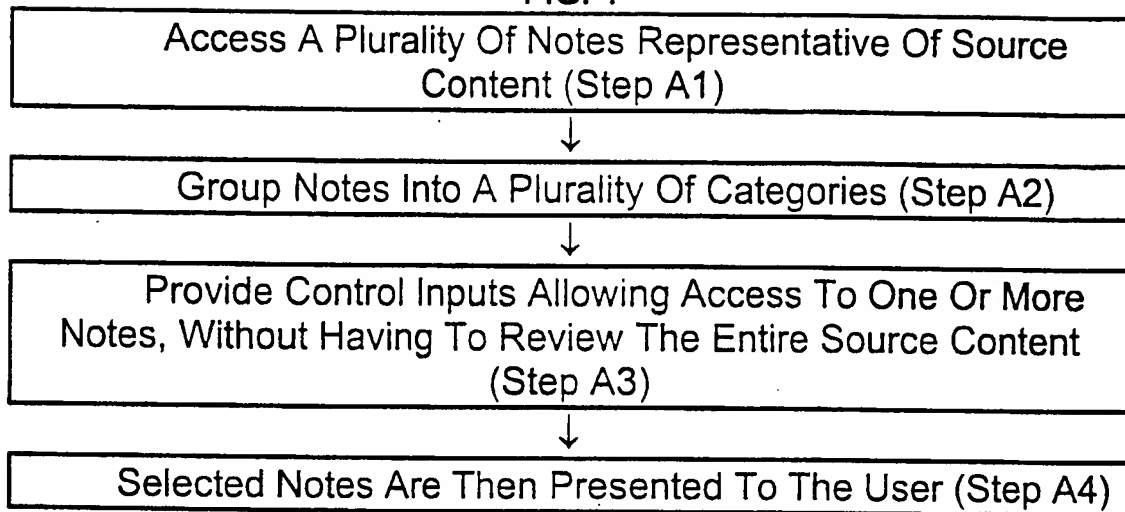 Access A Plurality Of Notes Representative Of Source
Content (Step A1)
↓
Group Notes Into A Plurality Of Categories (Step A2)
↓
Provide Control Inputs Allowing Access To One Or More
Notes, Without Having To Review The Entire Source Content
(Step A3)
↓
Selected Notes Are Then Presented To The User (Step A4)